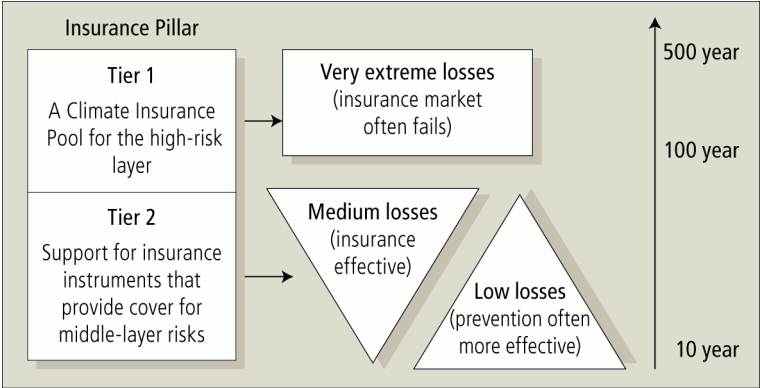 Insurance Pillar
Tier 1
A Climate Insurance
Pool for the high-risk
layer
Tier 2
Support for insurance
instruments that
provide cover for
middle-layer risks
Very extreme losses
(insurance market
often fails)
Medium losses
(insurance
effective)
Low losses
(prevention often
more effective)
500 year
100 year
10 year